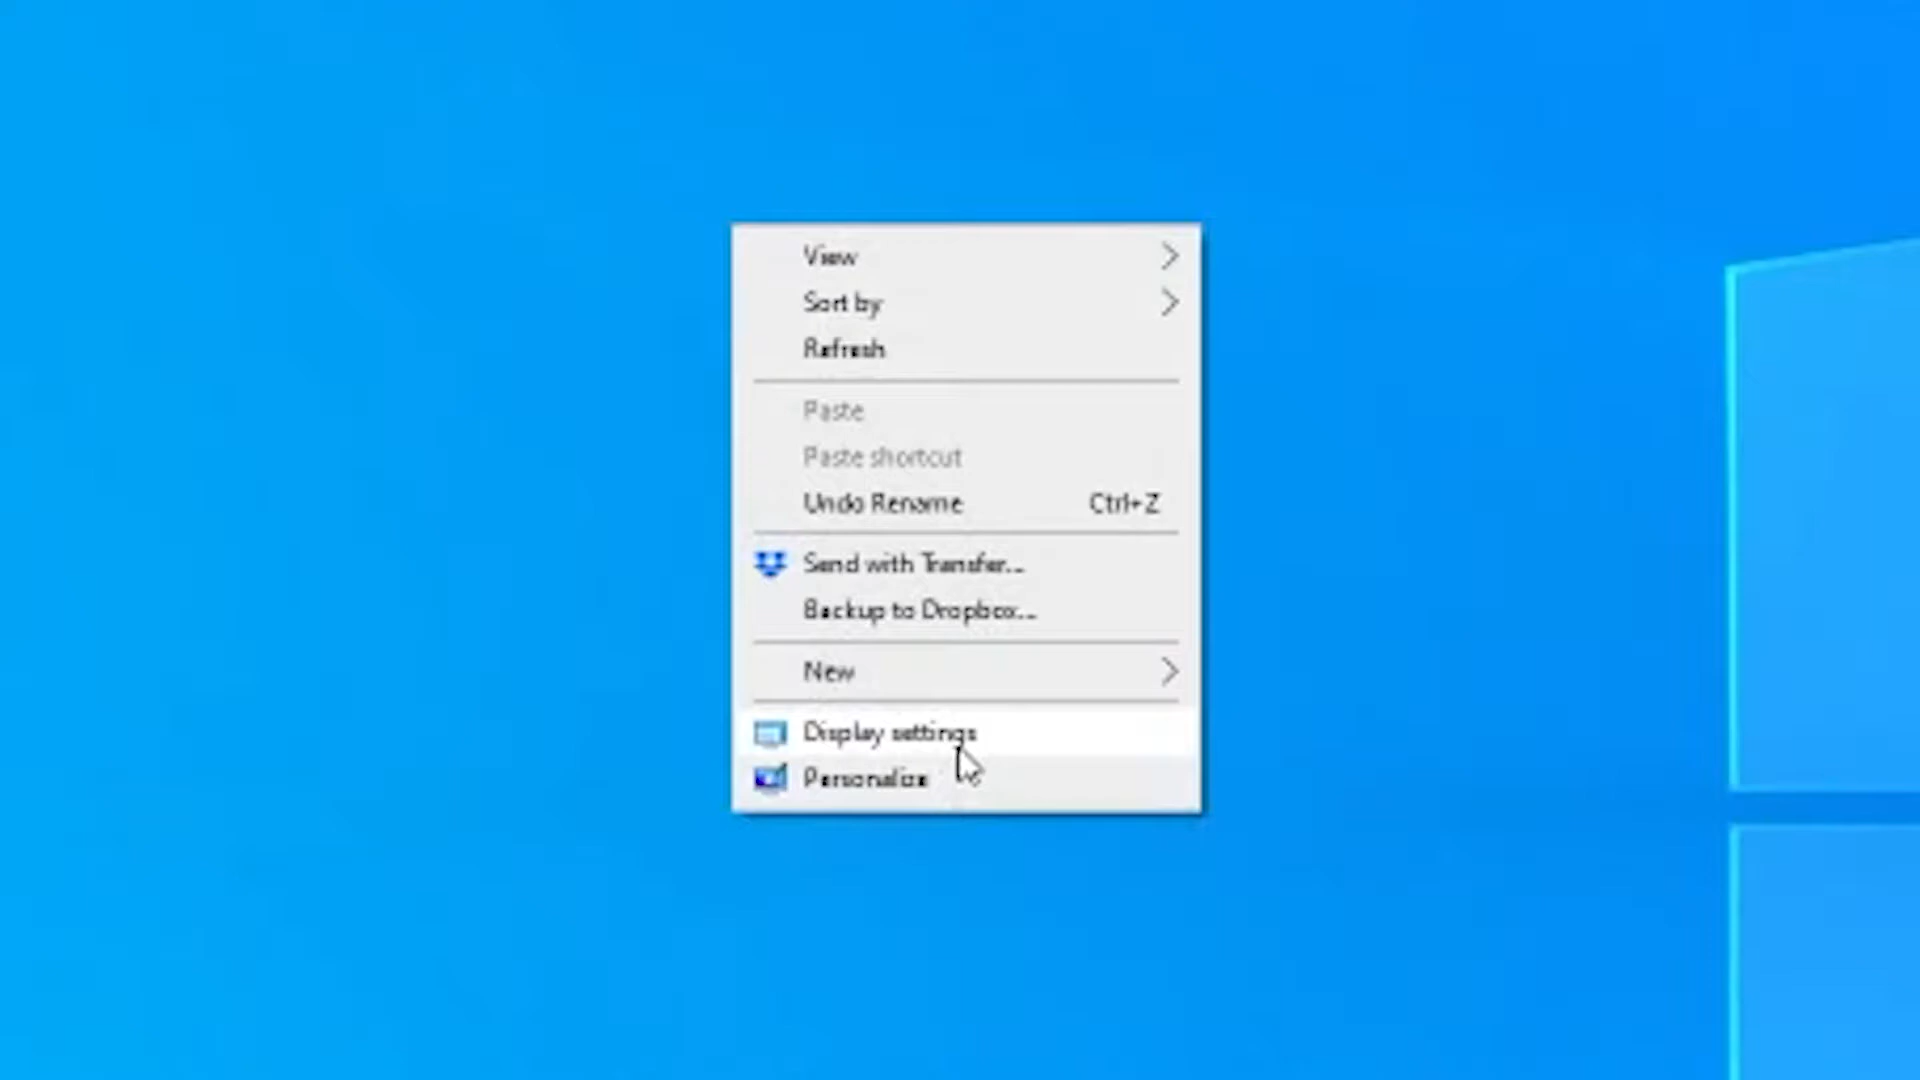 View
Sort by
Refresh
Paste
Paste shortcut
Undo Rename Ctrl+Z
Send with Transfer...
Backup to Dropbox...
New
Display settings
Personalize